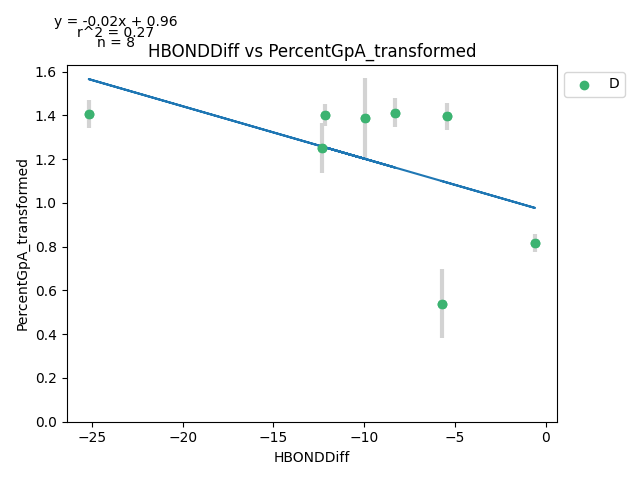 y = -0.02x + 0.96
r^2 = 0.27
n = 8
HBONDDiff vs PercentGpA_transformed
D
1.6
1.4
1.2
1.0
0.8
0.6
0.4
0.2
0.0
PercentGpA_transformed
−25 −20 −15 −10 −5 0
HBONDDiff